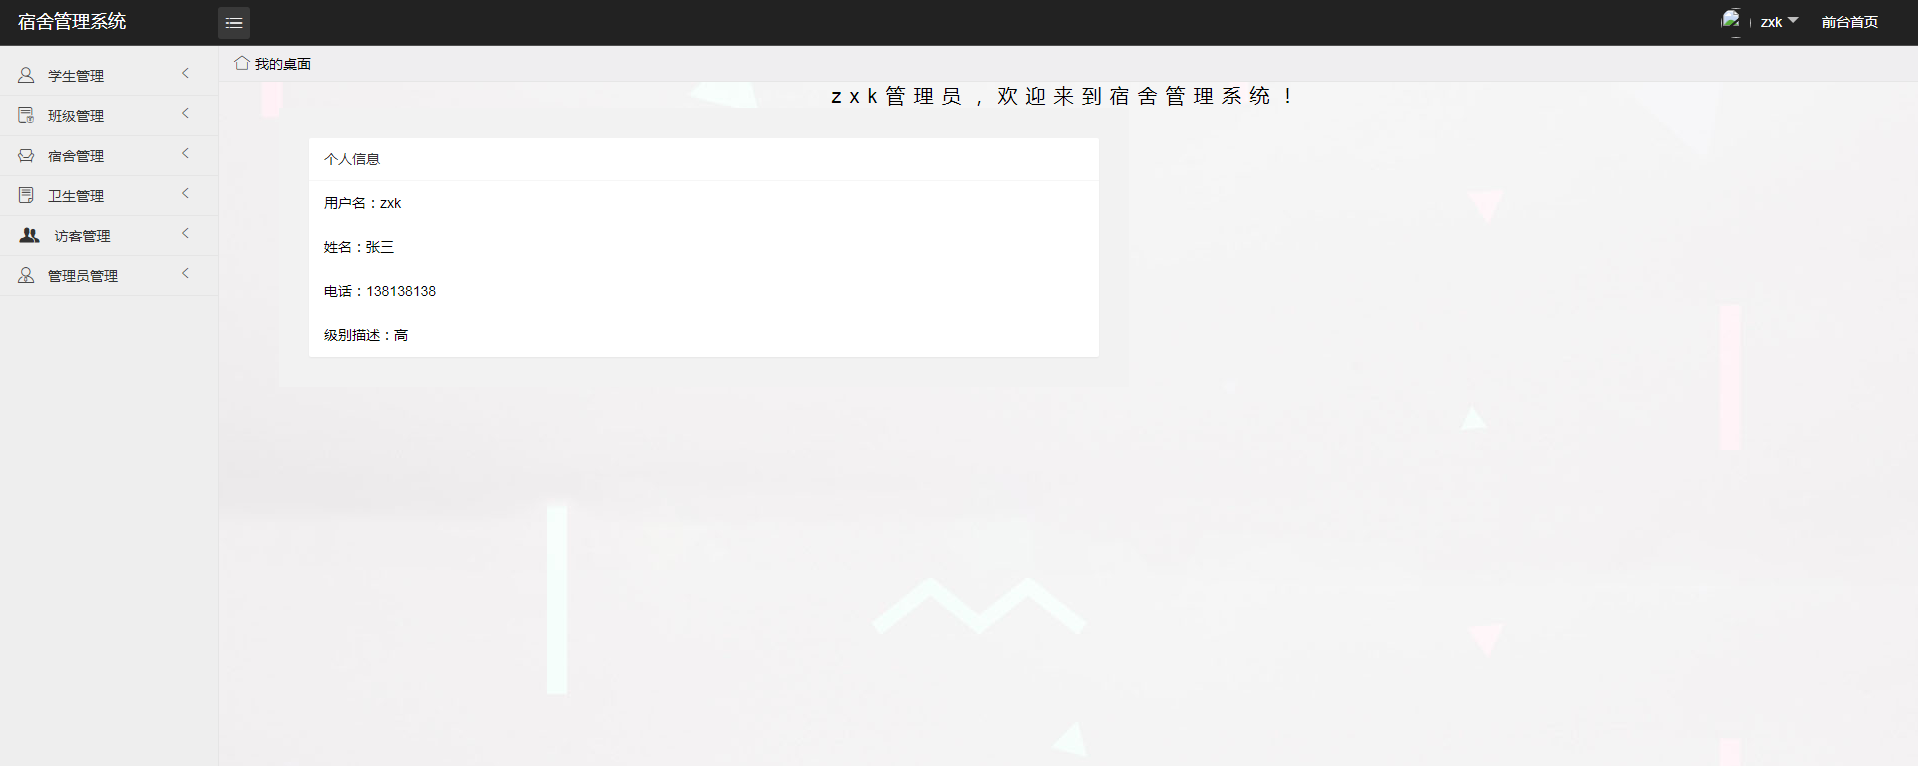 宿舍管理系统
zxk
前台首页
我的桌面
学生管理
班级管理
宿舍管理
卫生管理
访客管理
管理员管理
zxk管理员，欢迎来到宿舍管理系统！
个人信息
用户名：zxk
姓名：张三
电话：138138138
级别描述：高